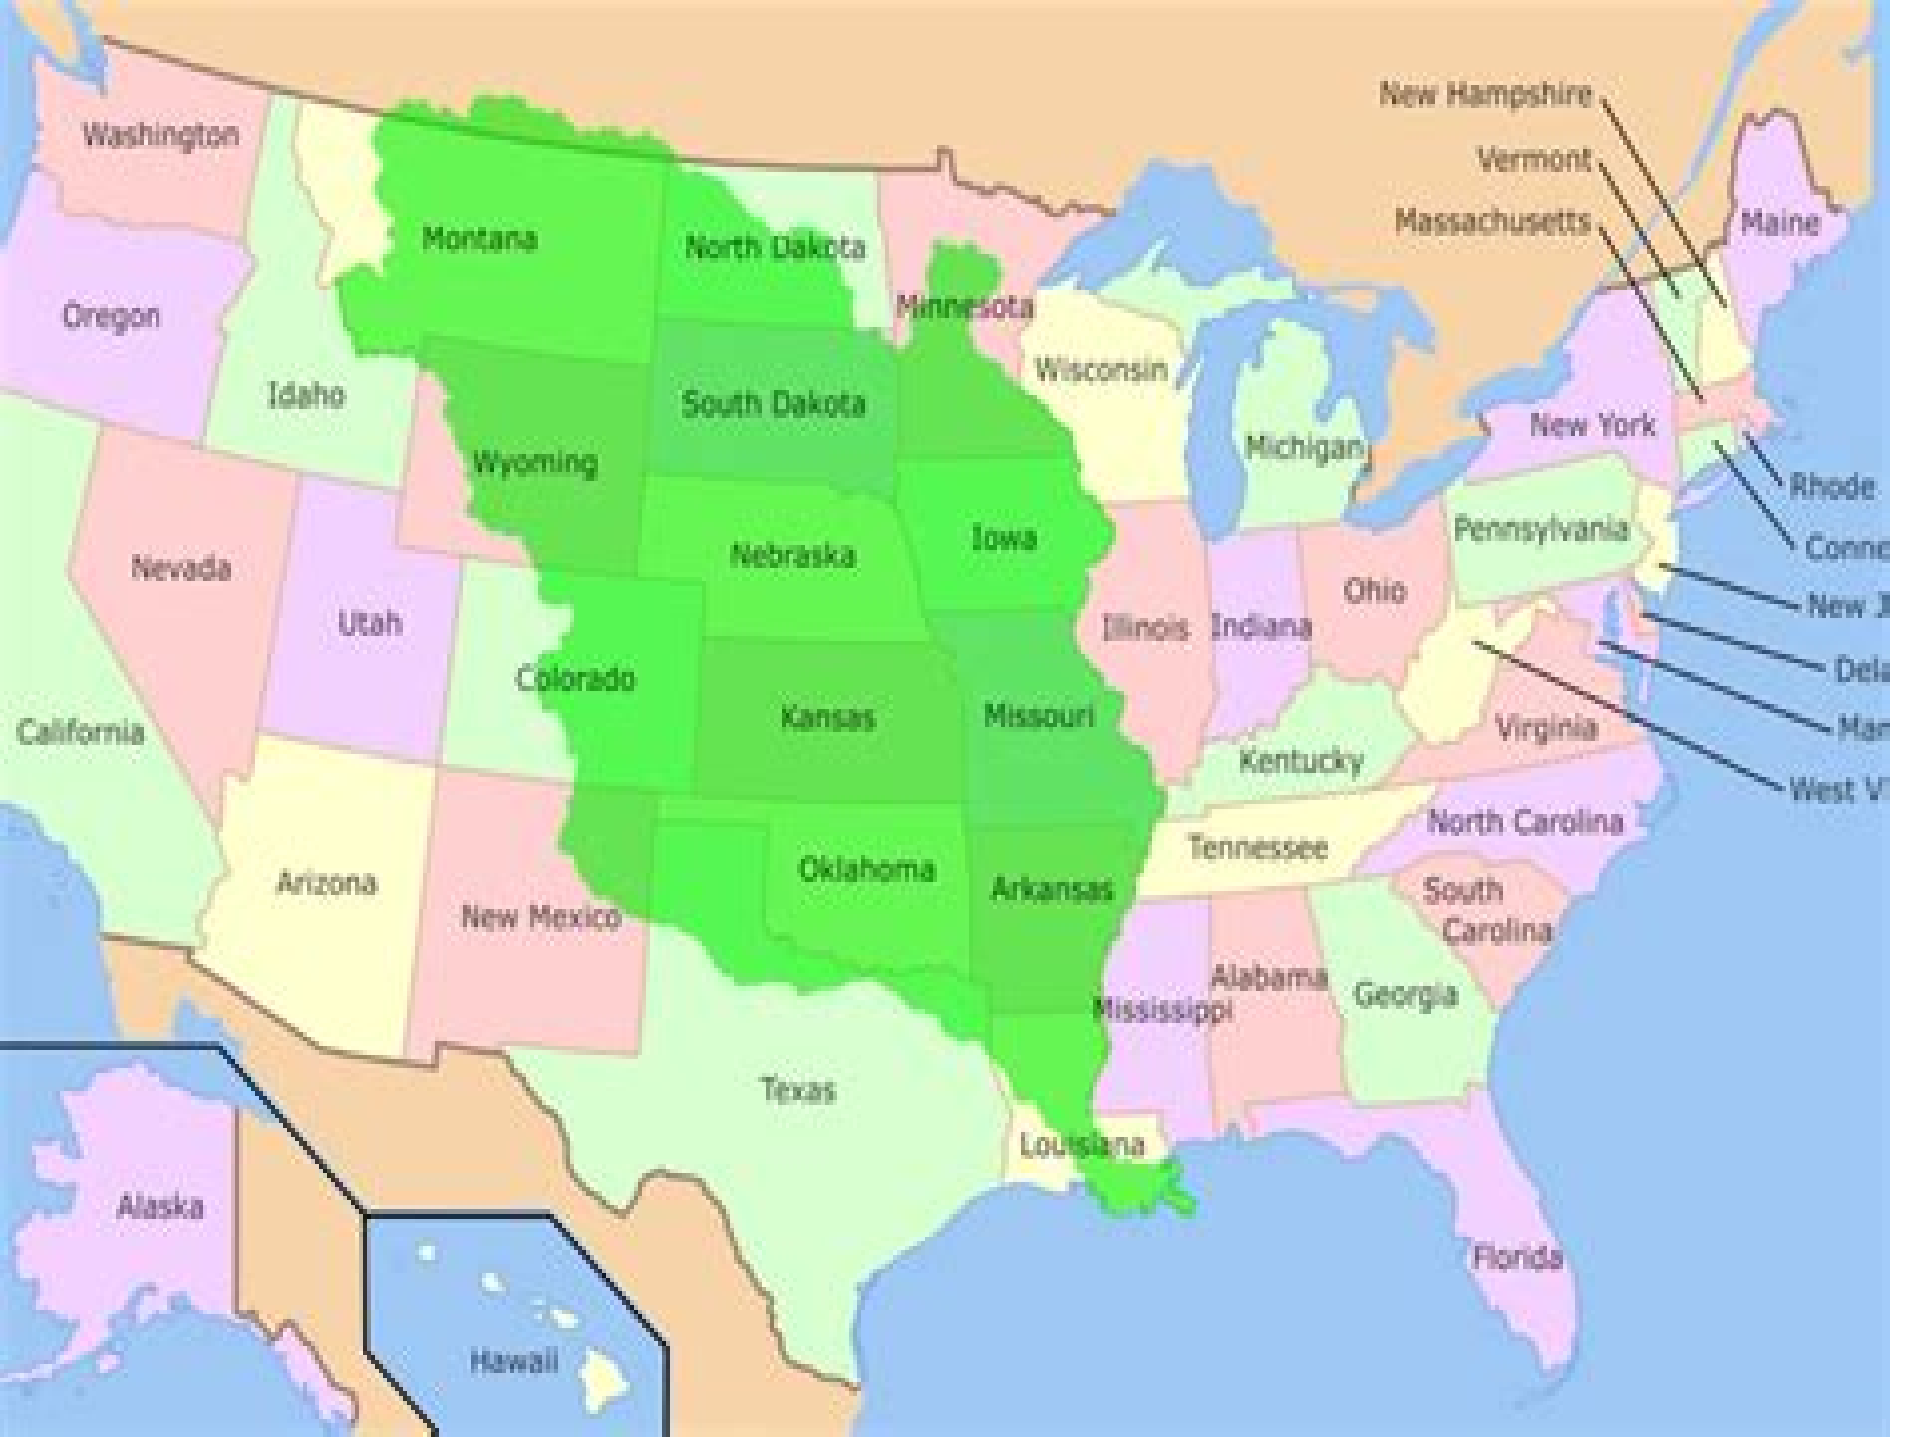 New Hampshire
Washington
Vermont
Massachusetts
Maine
Montana
North Dakota
Oregon
Minnesota
Idaho
Wisconsin
South Dakota
New York
Michigan
Wyoming
Rhode
Pennsylvania
Iowa
Conne
Nebraska
Nevada
Ohio
New J
Utah
Illinois
Indiana
Dela
Colorado
Kansas
Missouri
Virginia
Mar
California
Kentucky
West V
North Carolina
Tennessee
Oklahoma
Arizona
Arkansas
South
Carolina
New Mexico
Alabama
Georgia
Mississippi
Texas
Louisiana
Alaska
Florida
Hawaii